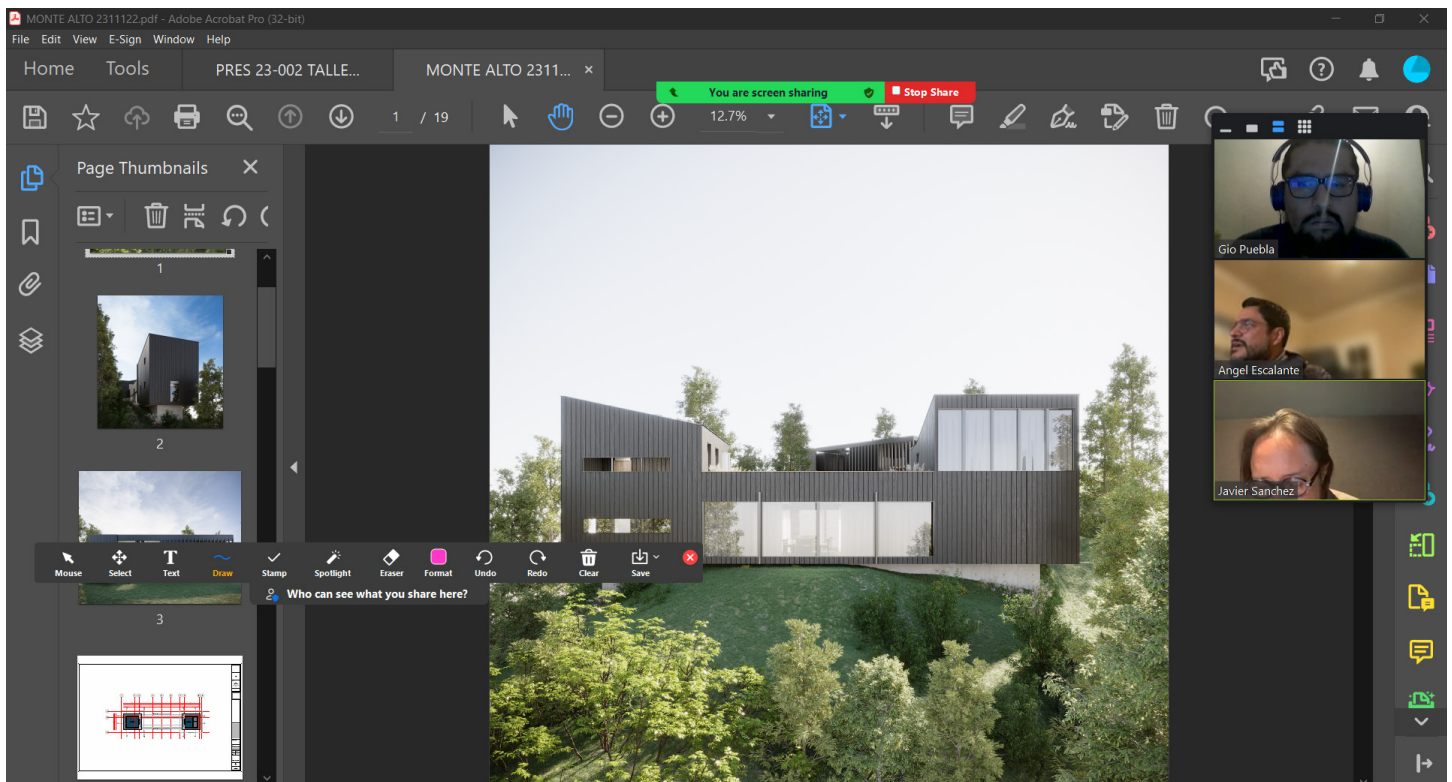 MONTE ALTO 2311122.pdf - Adobe Acrobat Pro (32-bit)
File Edit View E-Sign Window Help
Home Tools PRES 23-002 TALLE... MONTE ALTO 2311... ×
You are screen sharing Stop Share
1 / 19 12.7%
Page Thumbnails
1
2
3
Gio Puebla
Angel Escalante
Javier Sanchez
Mouse Select Text Draw Stamp Spotlight Eraser Format Undo Redo Clear Save
Who can see what you share here?